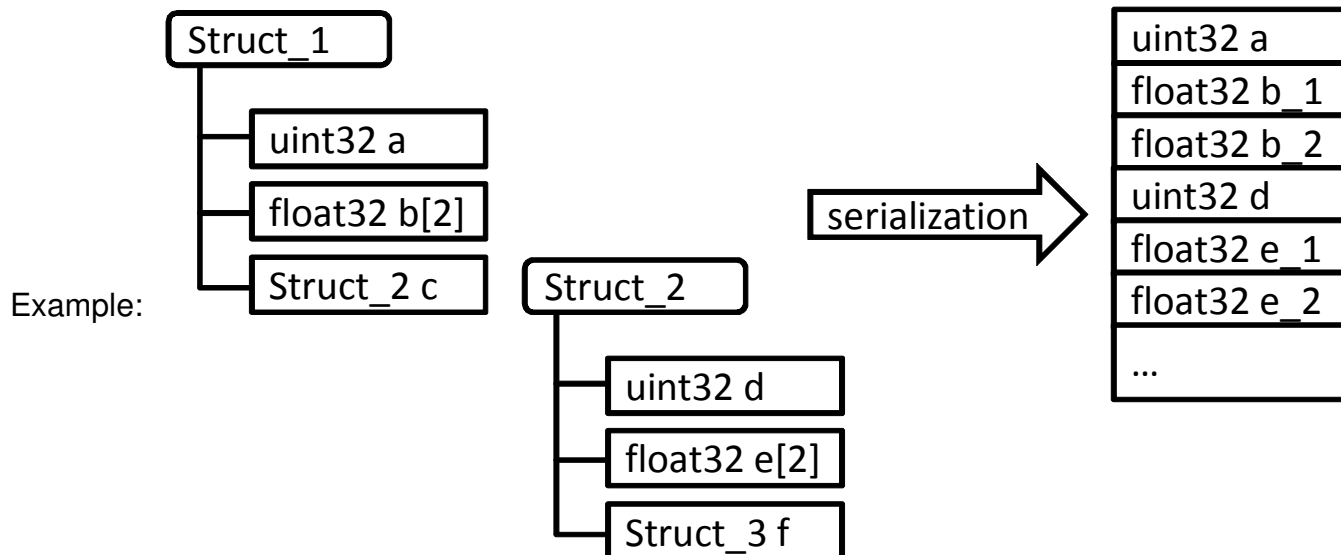 Struct_1
uint32 a
float32 b[2]
Struct_2 c
Example:
Struct_2
uint32 d
float32 e[2]
Struct_3 f
serialization
uint32 a
float32 b_1
float32 b_2
uint32 d
float32 e_1
float32 e_2
...